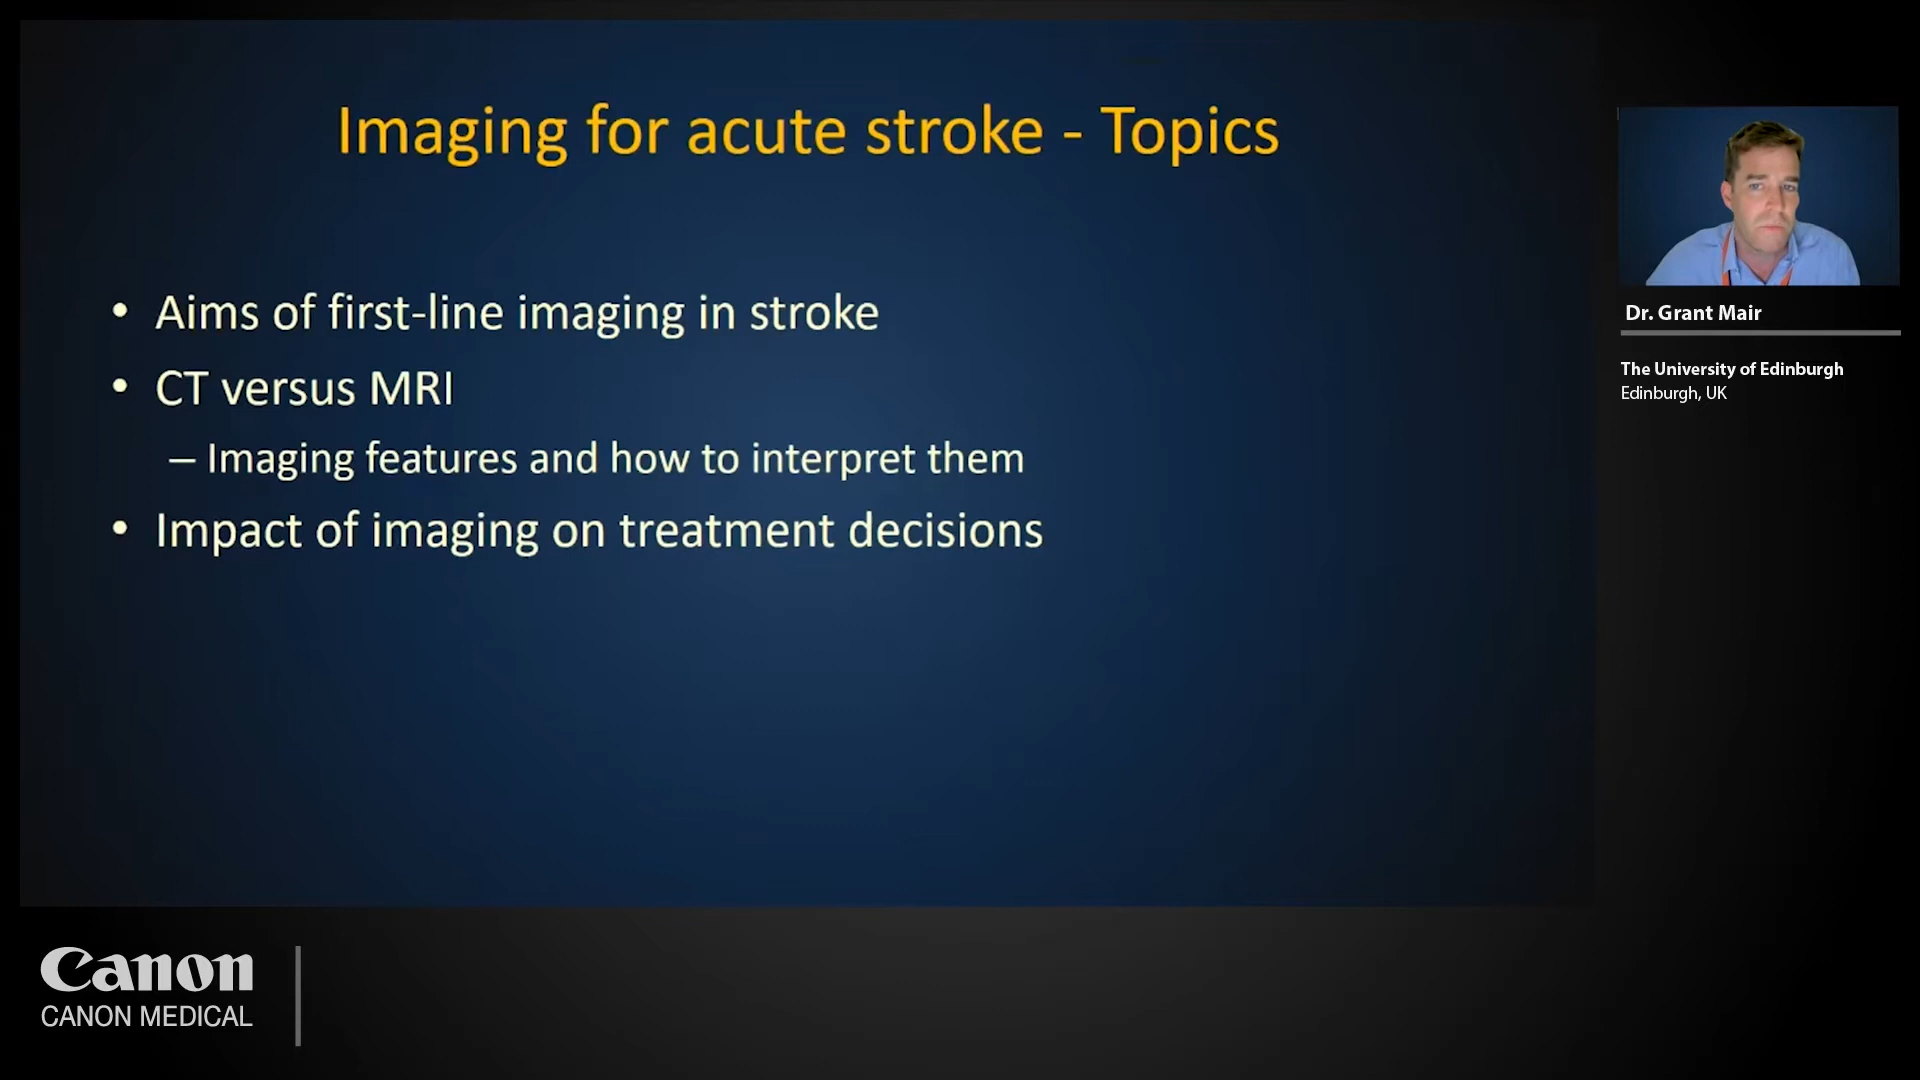 Imaging for acute stroke - Topics
• Aims of first-line imaging in stroke
• CT versus MRI
– Imaging features and how to interpret them
• Impact of imaging on treatment decisions
Dr. Grant Mair
The University of Edinburgh
Edinburgh, UK
Canon
CANON MEDICAL